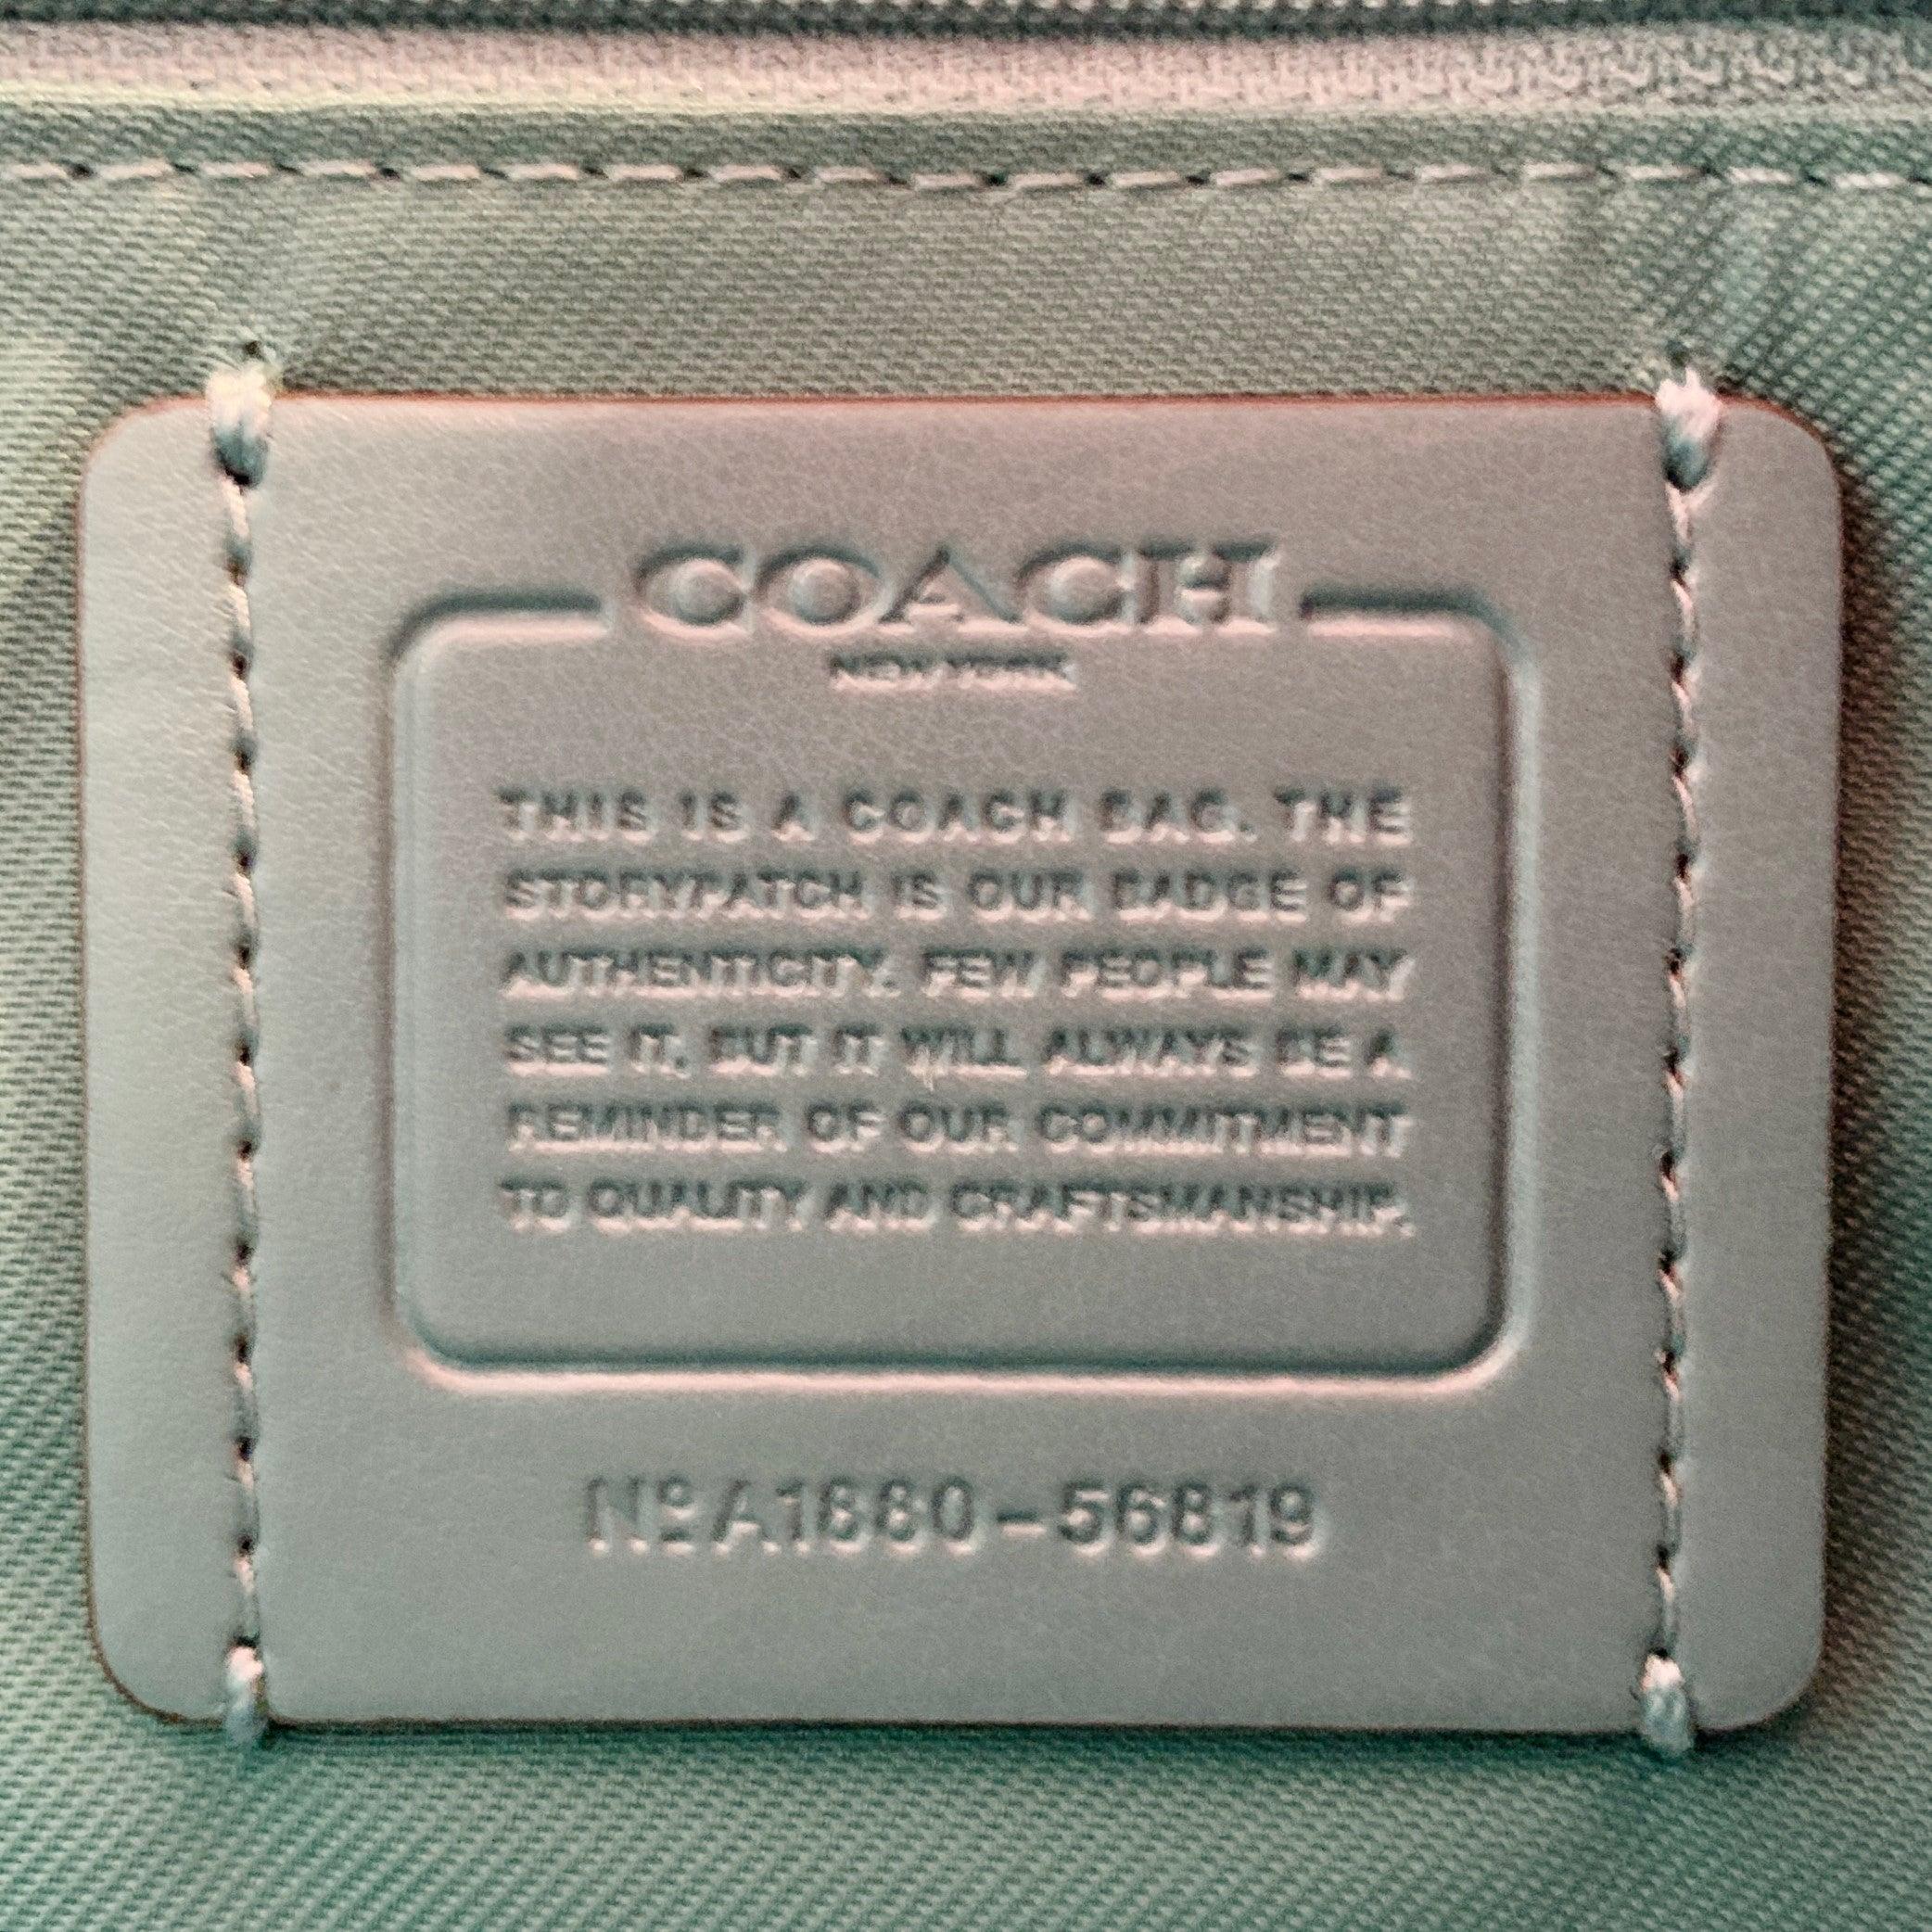 COACH
NEW YORK
THIS IS A COACH BAG. THE
STORYPATCH IS OUR BADGE OF
AUTHENTICITY. FEW PEOPLE MAY
SEE IT, BUT IT WILL ALWAYS BE A
REMINDER OF OUR COMMITMENT
TO QUALITY AND CRAFTSMANSHIP.
Nº A1880-56819